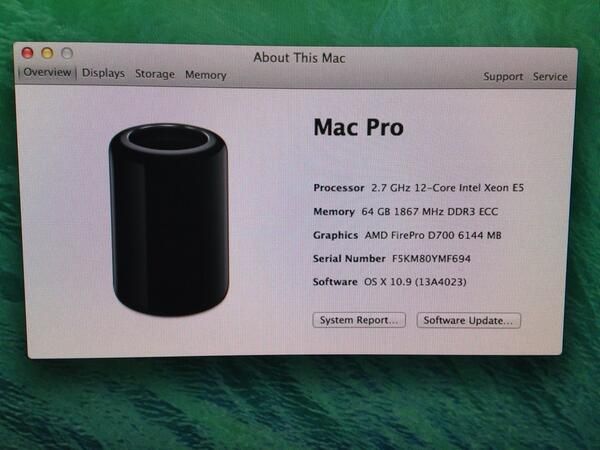 About This Mac
Overview Displays Storage Memory Support Service
Mac Pro
Processor 2.7 GHz 12-Core Intel Xeon E5
Memory 64 GB 1867 MHz DDR3 ECC
Graphics AMD FirePro D700 6144 MB
Serial Number F5KM80YMF694
Software OS X 10.9 (13A4023)
System Report... Software Update...